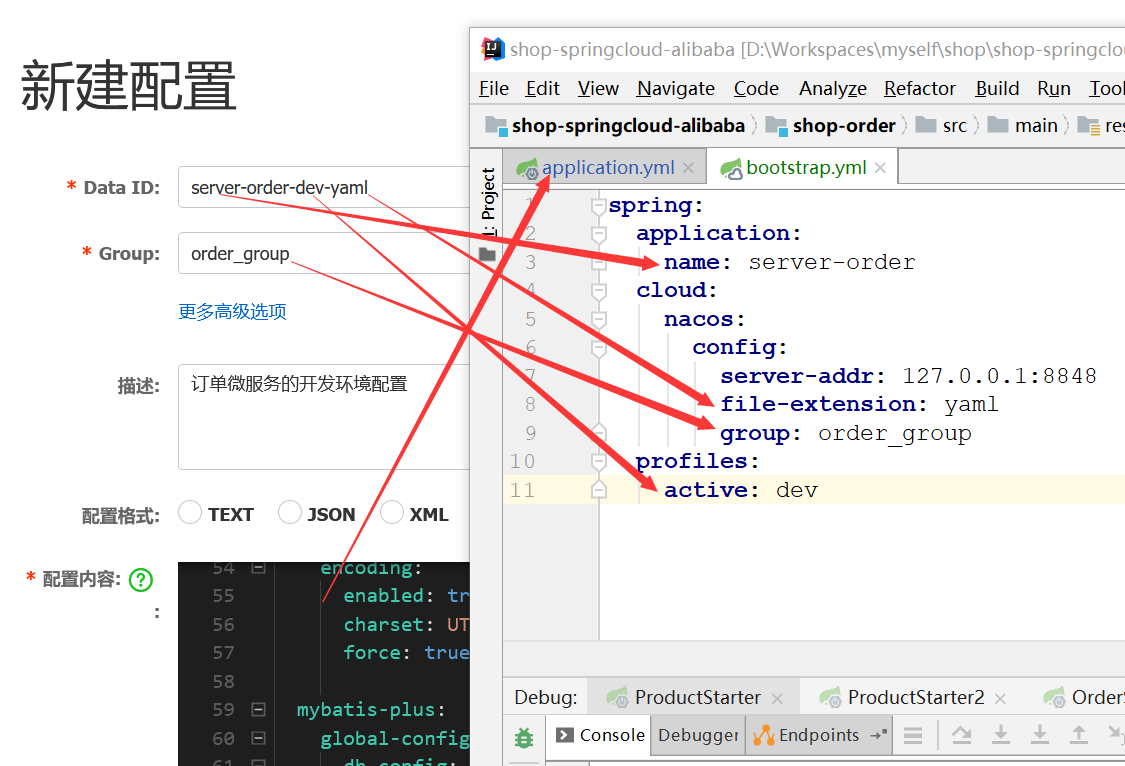 新建配置
* Data ID: server-order-dev-yaml
* Group: order_group
更多高级选项
描述: 订单微服务的开发环境配置
配置格式: TEXT JSON XML
* 配置内容: ?
:
54 encoding:
55 enabled: tr
56 charset: UT
57 force: true
58
59 mybatis-plus:
60 global-config
61 db-config:
shop-springcloud-alibaba [D:\Workspaces\myself\shop\shop-springclou
File Edit View Navigate Code Analyze Refactor Build Run Tool
shop-springcloud-alibaba shop-order src main res
application.yml bootstrap.yml
1: Project
1 spring:
2 application:
3 name: server-order
4 cloud:
5 nacos:
6 config:
7 server-addr: 127.0.0.1:8848
8 file-extension: yaml
9 group: order_group
10 profiles:
11 active: dev
Debug: ProductStarter ProductStarter2 OrderS
Console Debugger Endpoints